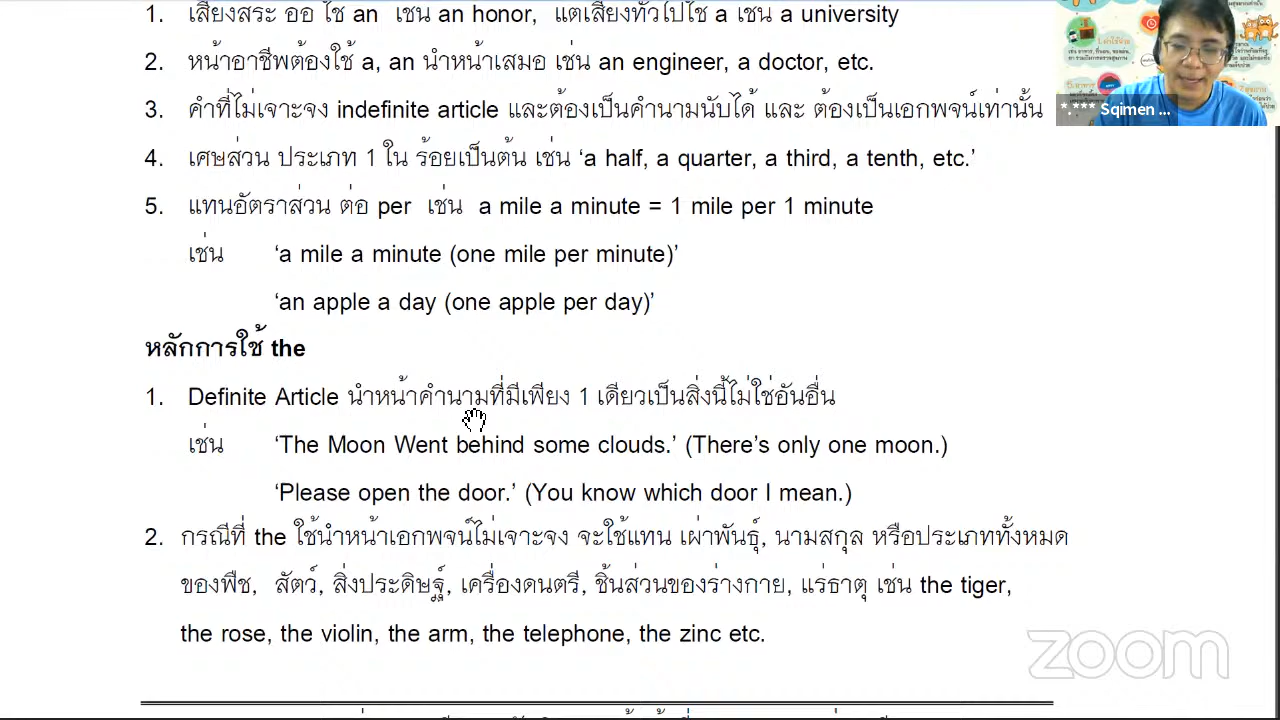 1. เสียงสระ ออ ใช้ an เช่น an honor, แต่เสียงทั่วไปใช้ a เช่น a university
2. หน้าอาชีพต้องใช้ a, an นำหน้าเสมอ เช่น an engineer, a doctor, etc.
3. คำที่ไม่เจาะจง indefinite article และต้องเป็นคำนามนับได้ และ ต้องเป็นเอกพจน์เท่านั้น
*.*** Sqimen ...
4. เศษส่วน ประเภท 1 ใน ร้อยเป็นต้น เช่น ‘a half, a quarter, a third, a tenth, etc.’
5. แทนอัตราส่วน ต่อ per เช่น a mile a minute = 1 mile per 1 minute
เช่น ‘a mile a minute (one mile per minute)’
‘an apple a day (one apple per day)’
หลักการใช้ the
1. Definite Article นำหน้าคำนามที่มีเพียง 1 เดียวเป็นสิ่งนี้ไม่ใช่อันอื่น
เช่น ‘The Moon Went behind some clouds.’ (There’s only one moon.)
‘Please open the door.’ (You know which door I mean.)
2. กรณีที่ the ใช้นำหน้าเอกพจน์ไม่เจาะจง จะใช้แทน เผ่าพันธุ์, นามสกุล หรือประเภททั้งหมด
ของพืช, สัตว์, สิ่งประดิษฐ์, เครื่องดนตรี, ชิ้นส่วนของร่างกาย, แร่ธาตุ เช่น the tiger,
the rose, the violin, the arm, the telephone, the zinc etc.
zoom